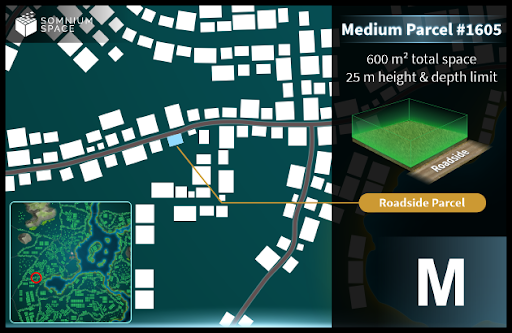 SOMNIUM
SPACE
Medium Parcel #1605
600 m² total space
25 m height & depth limit
Roadside
Roadside Parcel
M